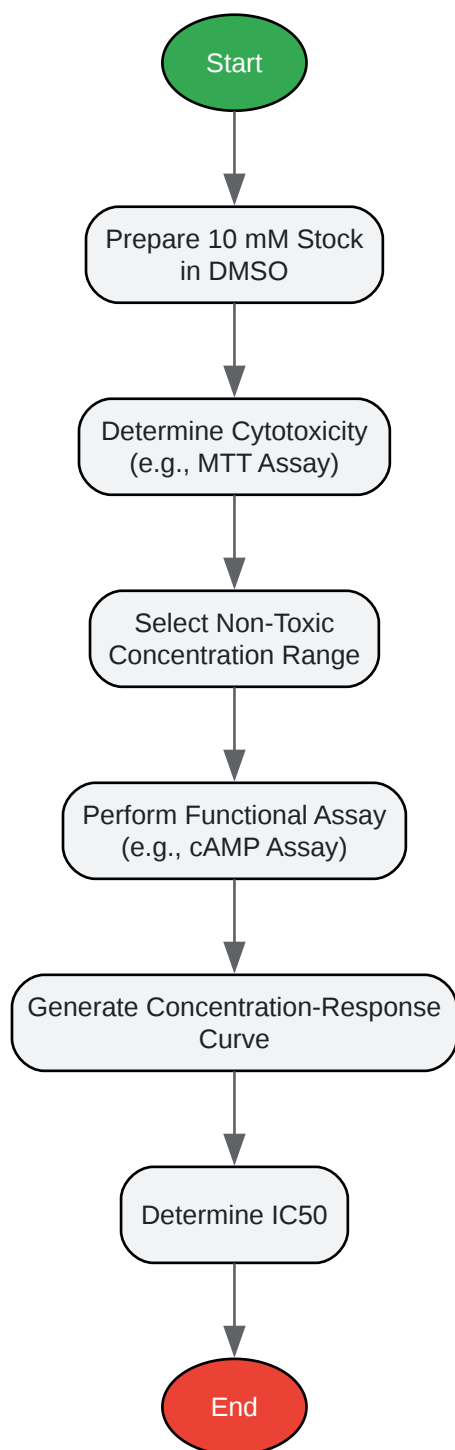 Start
Prepare 10 mM Stock
in DMSO
Determine Cytotoxicity
(e.g., MTT Assay)
Select Non-Toxic
Concentration Range
Perform Functional Assay
(e.g., cAMP Assay)
Generate Concentration-Response
Curve
Determine IC50
End